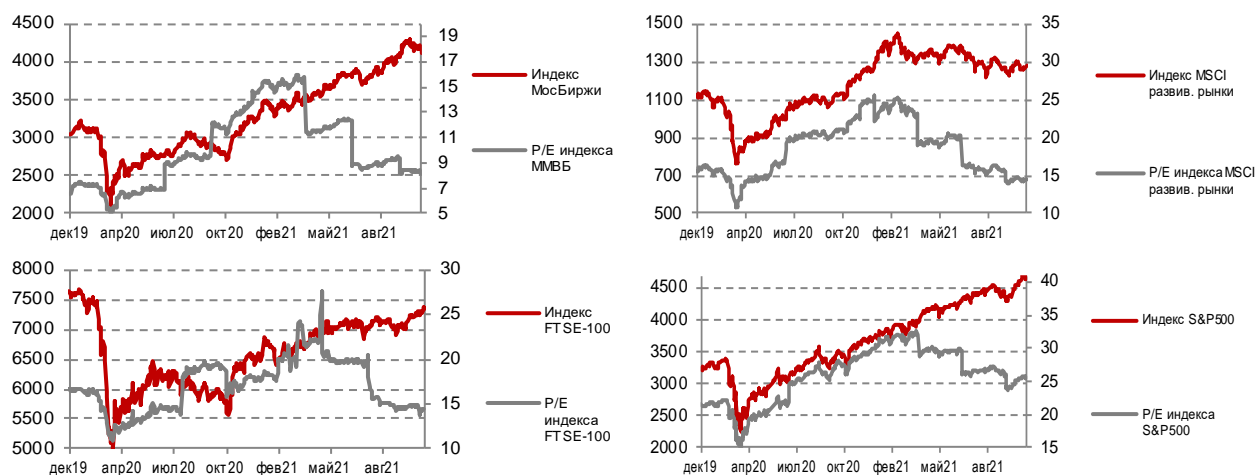 4500
4000
3500
3000
2500
2000
19
17
15
13
11
9
7
5
дек19 апр20 июл20 окт20 фев21 май21 авг21
Индекс
МосБиржи
P/E индекса
ММВБ
1500
1300
1100
900
700
500
35
30
25
20
15
10
дек19 апр20 июл20 окт20 фев21 май21 авг21
Индекс MSCI
развив. рынки
P/E индекса MSCI
развив. рынки
8000
7500
7000
6500
6000
5500
5000
30
25
20
15
10
дек19 апр20 июл20 окт20 фев21 май21 авг21
Индекс
FTSE-100
P/E
индекса
FTSE-100
4500
4000
3500
3000
2500
2000
40
35
30
25
20
15
дек19 апр20 июл20 окт20 фев21 май21 авг21
Индекс S&P500
P/E индекса
S&P500